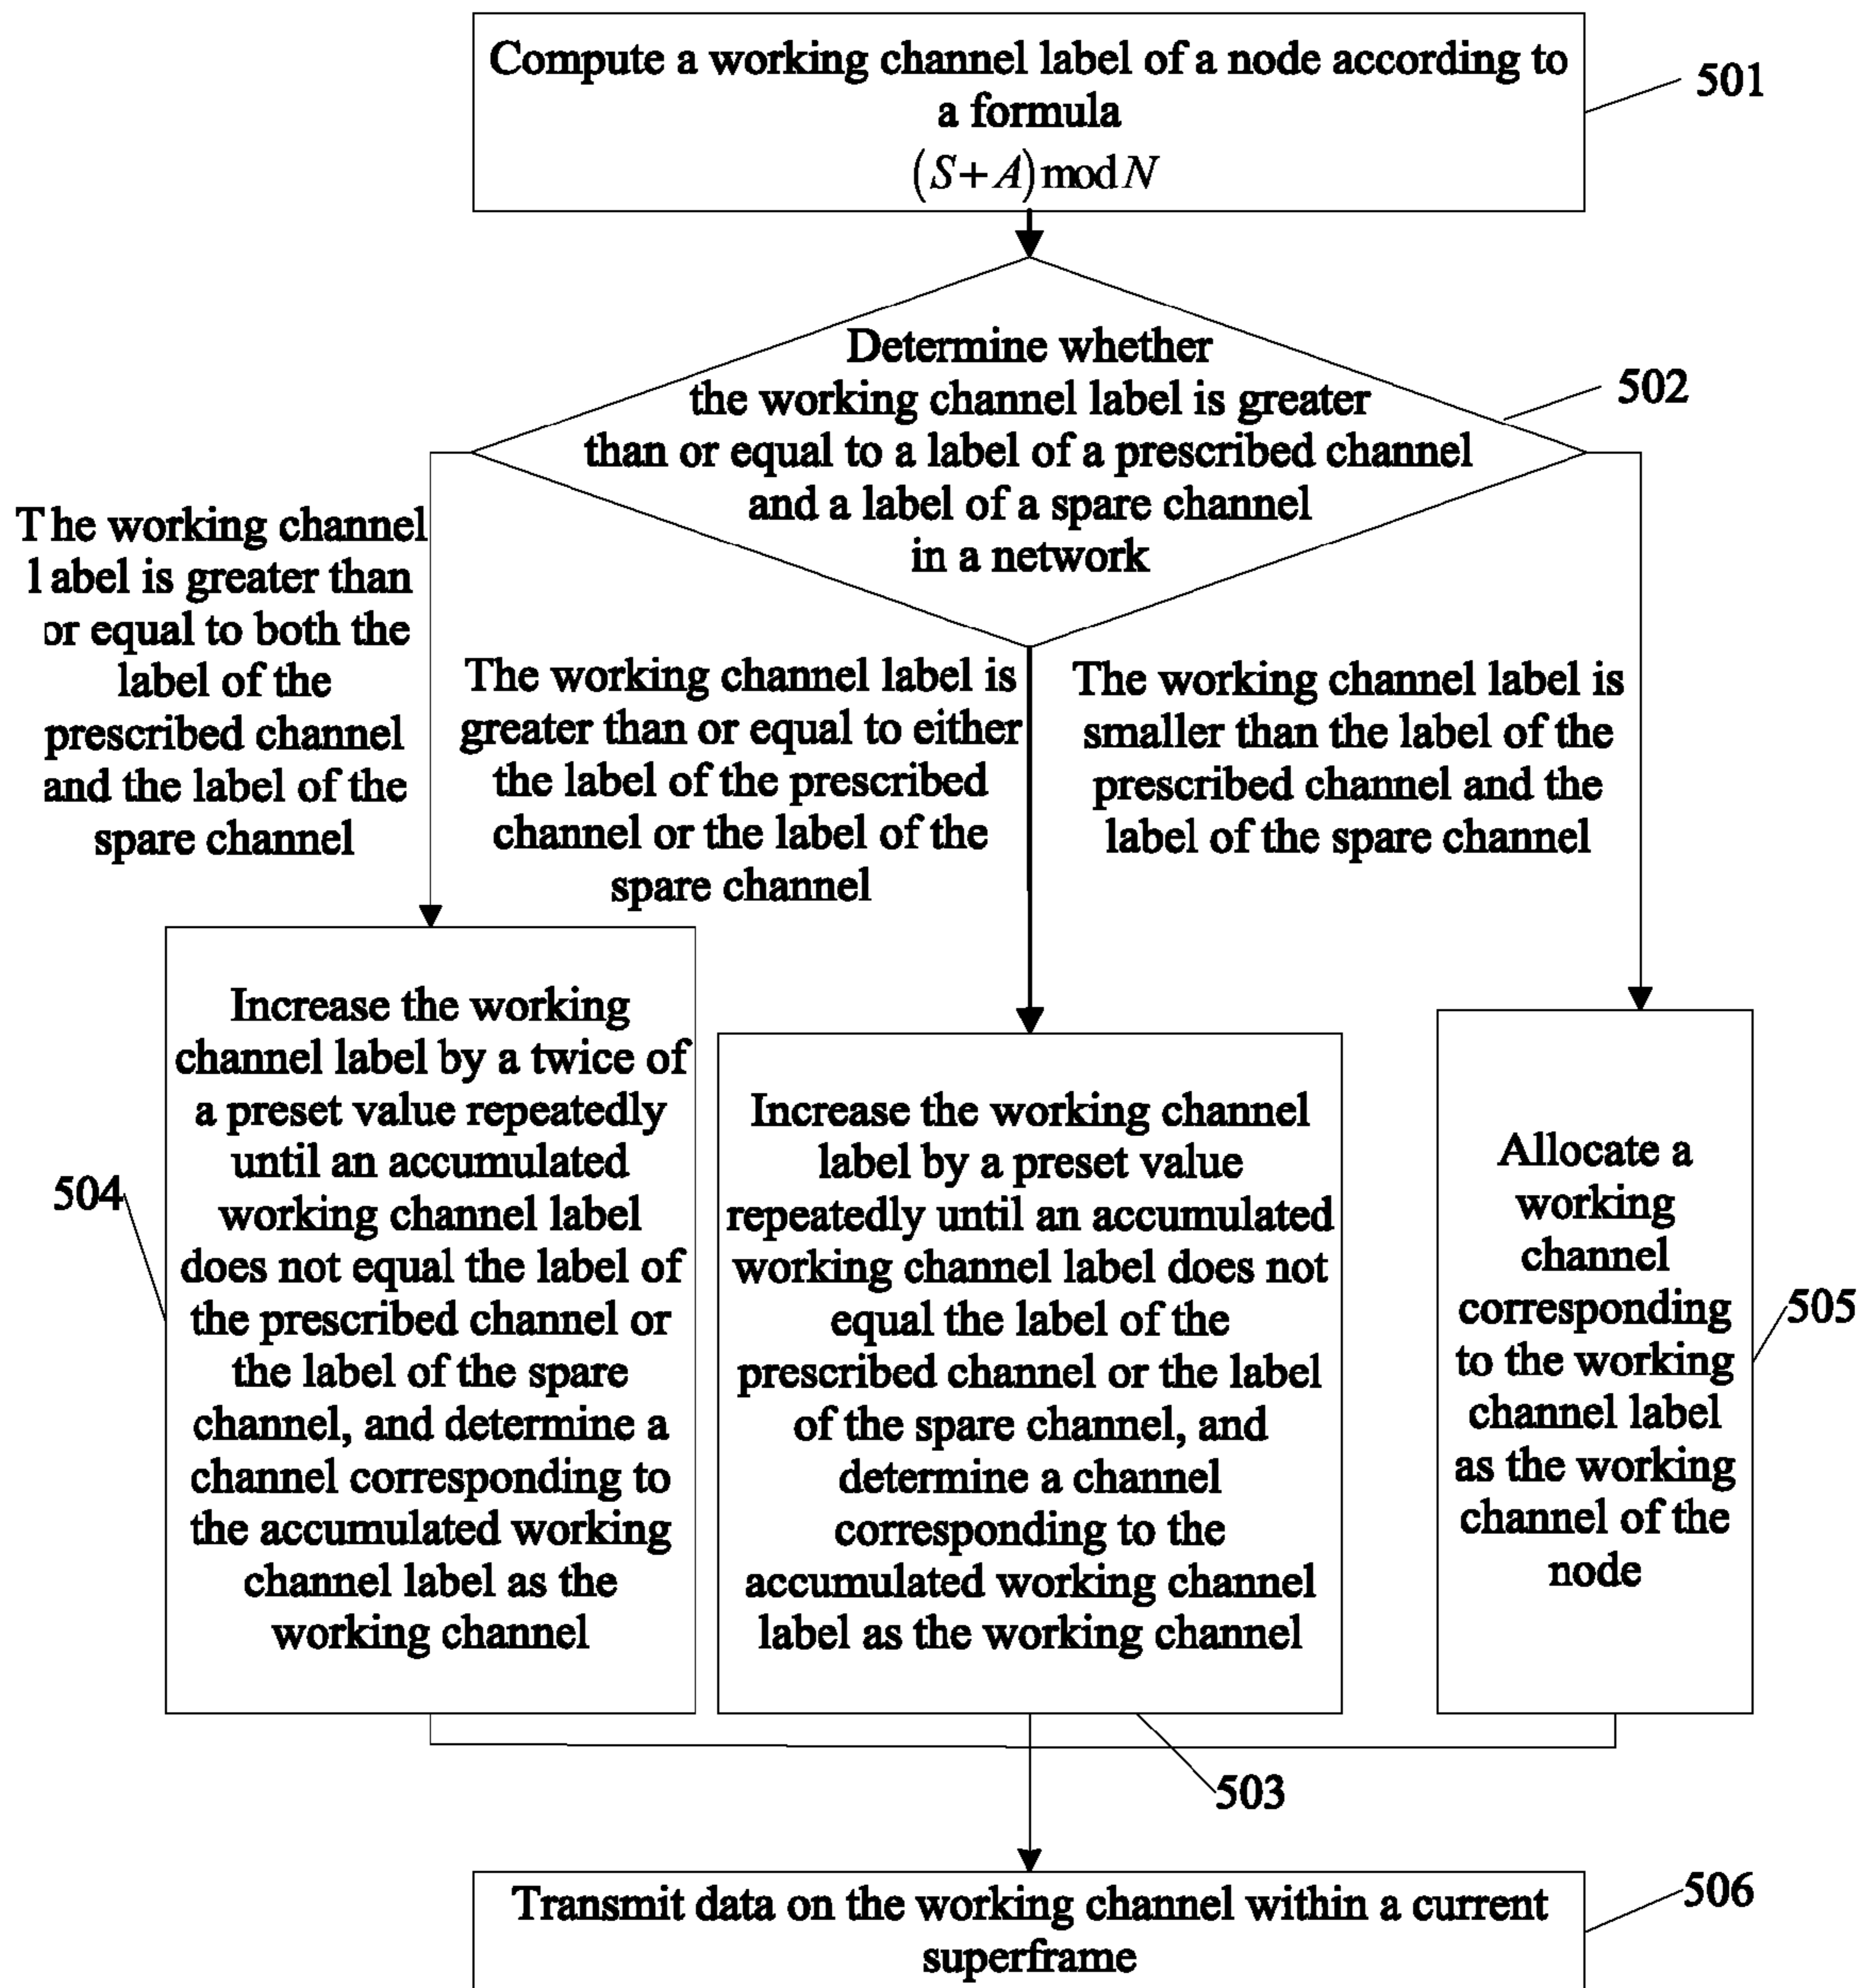 Compute a working channel label of a node according to
a formula
(S+A) mod N
501
Determine whether
the working channel label is greater
than or equal to a label of a prescribed channel
and a label of a spare channel
in a network
502
The working channel
label is greater than
or equal to both the
label of the
prescribed channel
and the label of the
spare channel
The working channel label is
greater than or equal to either
the label of the prescribed
channel or the label of the
spare channel
The working channel label is
smaller than the label of the
prescribed channel and the
label of the spare channel
Increase the working
channel label by a twice of
a preset value repeatedly
until an accumulated
working channel label
does not equal the label of
the prescribed channel or
the label of the spare
channel, and determine a
channel corresponding to
the accumulated working
channel label as the
working channel
504
Increase the working channel
label by a preset value
repeatedly until an accumulated
working channel label does not
equal the label of the
prescribed channel or the label
of the spare channel, and
determine a channel
corresponding to the
accumulated working channel
label as the working channel
503
Allocate a
working
channel
corresponding
to the working
channel label
as the working
channel of the
node
505
Transmit data on the working channel within a current
superframe
506